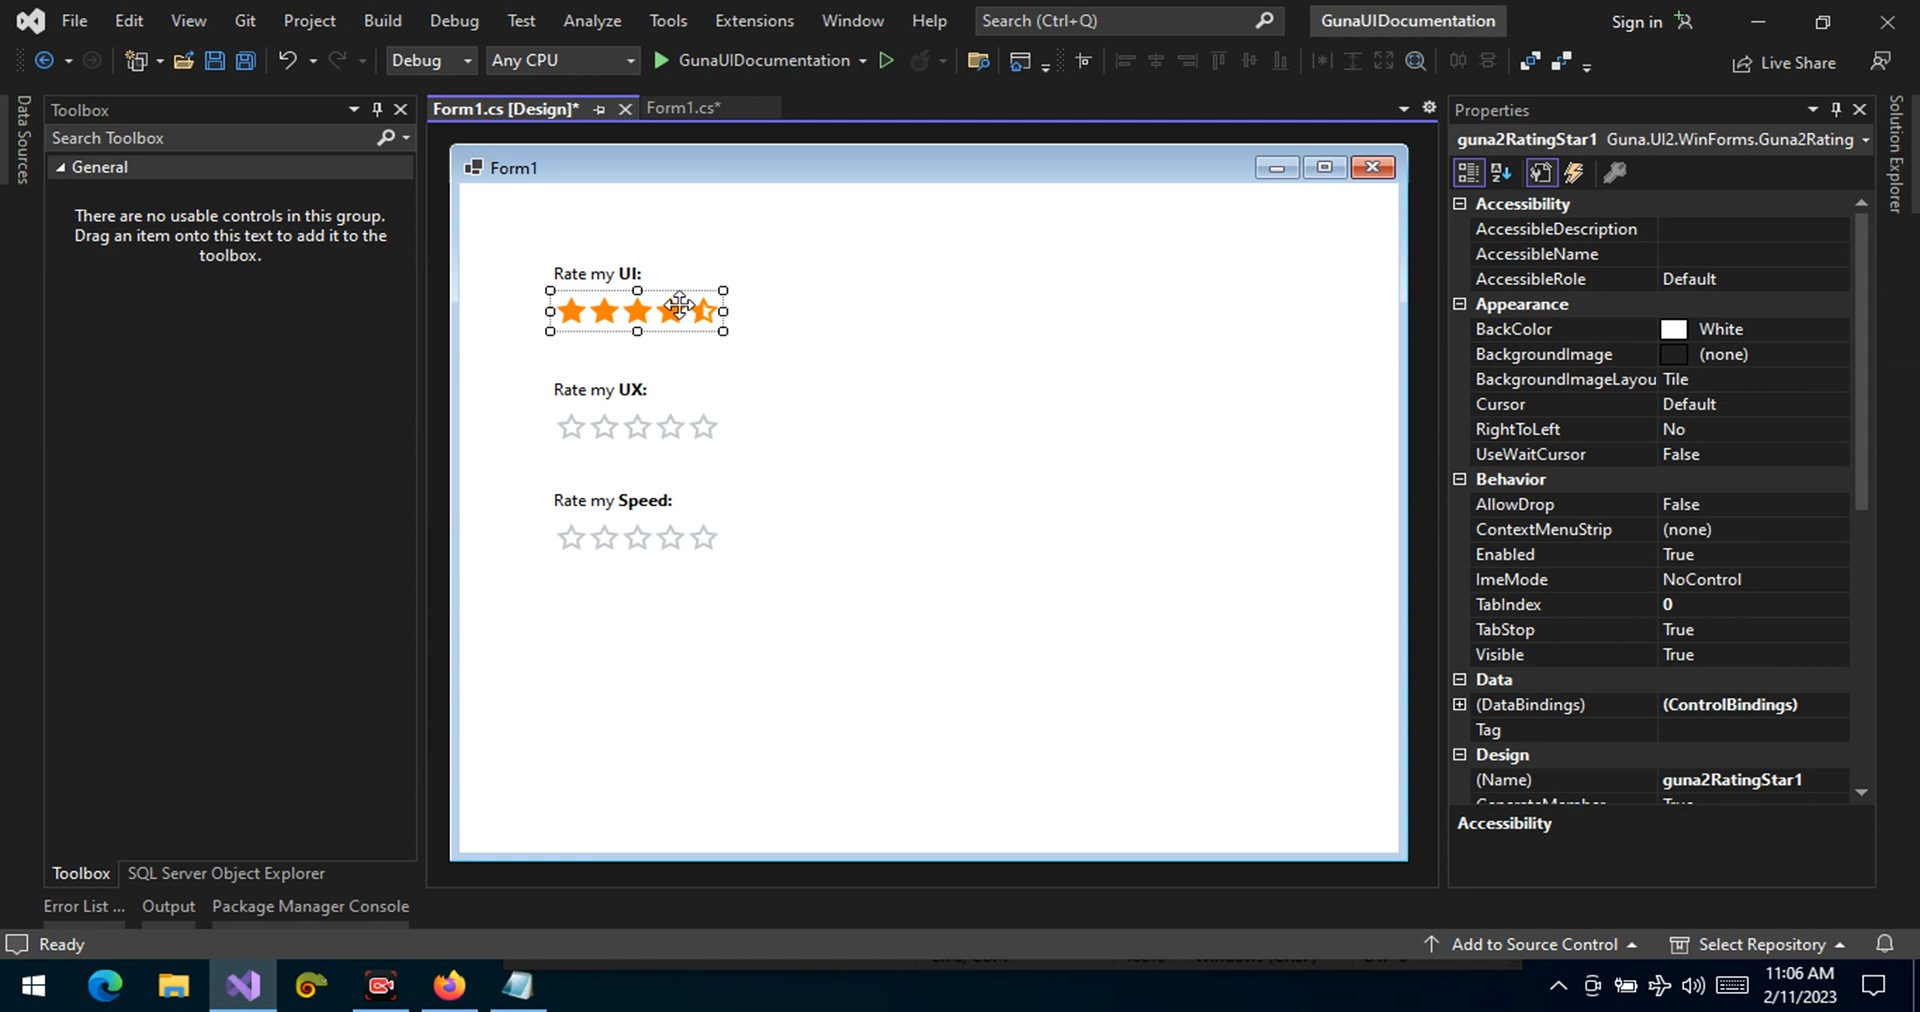 File Edit View Git Project Build Debug Test Analyze Tools Extensions Window Help Search (Ctrl+Q) GunaUIDocumentation Sign in
Debug Any CPU GunaUIDocumentation Live Share
Data Sources
Toolbox
Search Toolbox
General
There are no usable controls in this group.
Drag an item onto this text to add it to the
toolbox.
Toolbox SQL Server Object Explorer
Form1.cs [Design]* Form1.cs*
Form1
Rate my UI:
Rate my UX:
Rate my Speed:
Properties
guna2RatingStar1 Guna.UI2.WinForms.Guna2Rating
Accessibility
AccessibleDescription
AccessibleName
AccessibleRole Default
Appearance
BackColor White
BackgroundImage (none)
BackgroundImageLayou Tile
Cursor Default
RightToLeft No
UseWaitCursor False
Behavior
AllowDrop False
ContextMenuStrip (none)
Enabled True
ImeMode NoControl
TabIndex 0
TabStop True
Visible True
Data
(DataBindings) (ControlBindings)
Tag
Design
(Name) guna2RatingStar1
Accessibility
Solution Explorer
Error List ... Output Package Manager Console
Ready Add to Source Control Select Repository
11:06 AM
2/11/2023